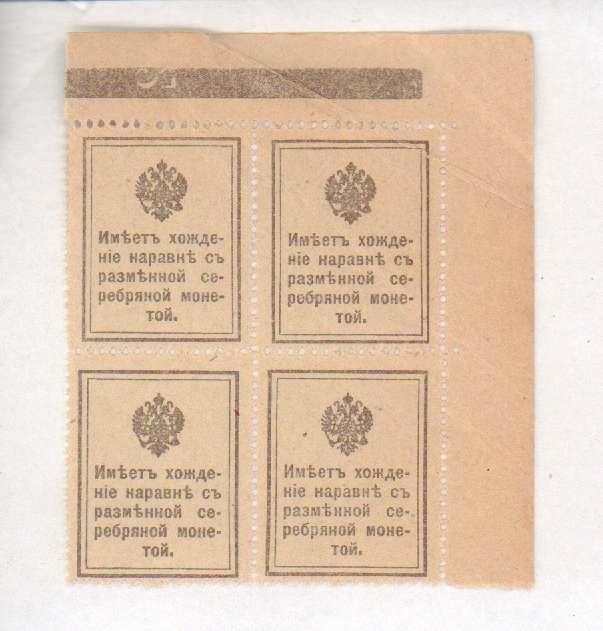 Имѣетъ хожде-
ніе наравнѣ съ
размѣнной се-
ребряной моне-
той.
Имѣетъ хожде-
ніе наравнѣ съ
размѣнной се-
ребряной моне-
той.
Имѣетъ хожде-
ніе наравнѣ съ
размѣнной се-
ребряной моне-
той.
Имѣетъ хожде-
ніе наравнѣ съ
размѣнной се-
ребряной моне-
той.